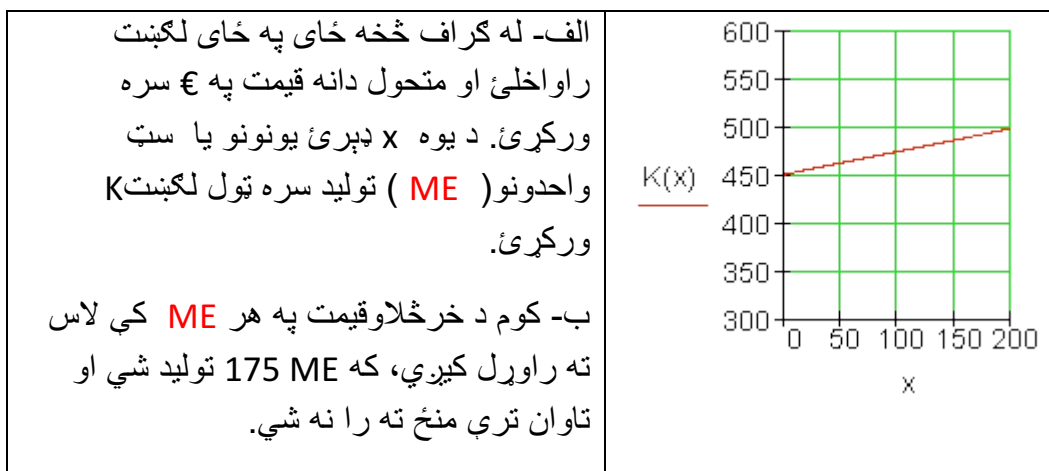 الف- له ګراف څخه ځای په ځای لګښت
راواخلئ او متحول دانه قیمت په € سره
ورکړئ. د یوه x ډېرئ یونونو یا ست
واحدونو( ME ) تولید سره ټول لګښتK
ورکړئ.
ب- کوم د خرڅلاوقیمت په هر ME کې لاس
ته راوړل کیږي، که 175 ME تولید شي او
تاوان ترې منځ ته را نه شي.
600
550
500
K(x) 450
400
350
300
0 50 100 150 200
x